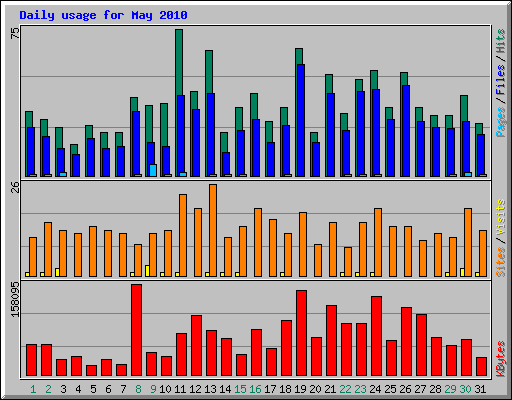 Daily usage for May 2010
75
Pages/Files/Hits
26
Sites/Visits
158095
KBytes
1 2 3 4 5 6 7 8 9 10 11 12 13 14 15 16 17 18 19 20 21 22 23 24 25 26 27 28 29 30 31